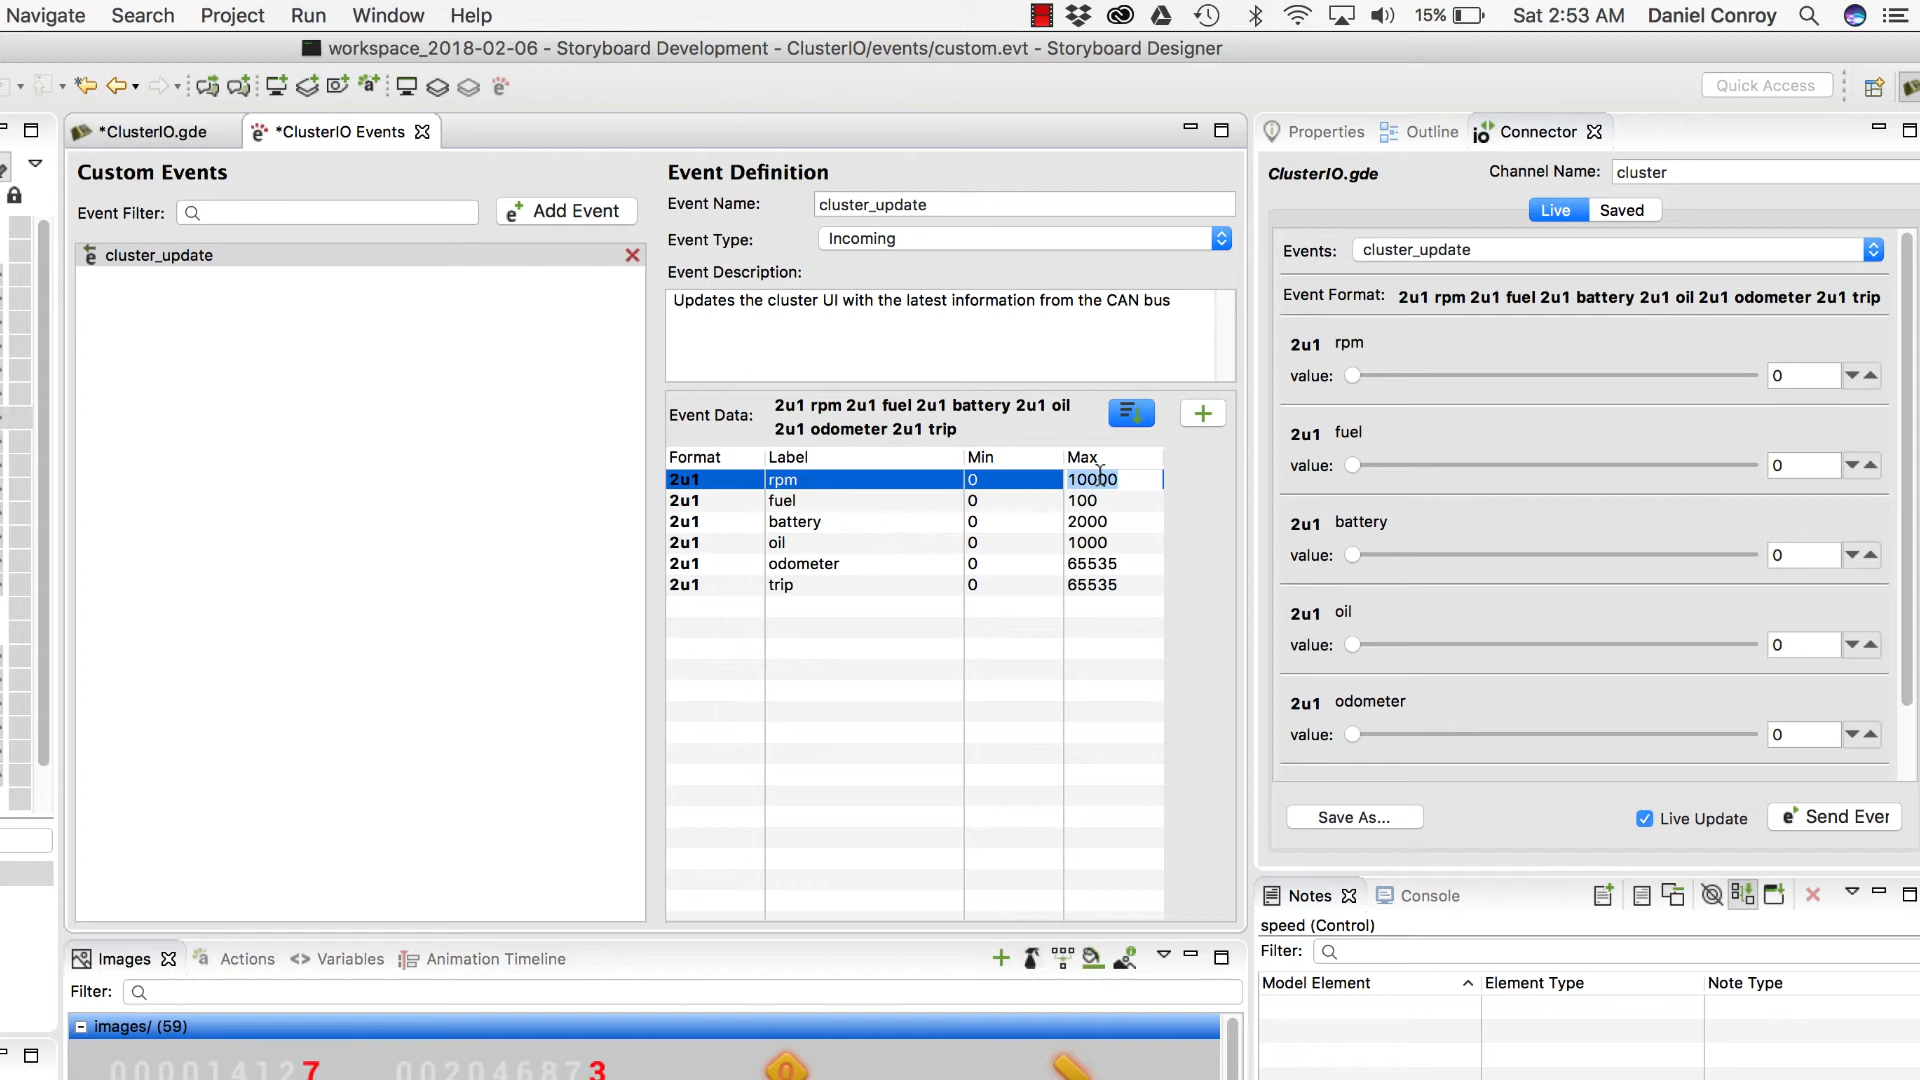 Navigate Search Project Run Window Help 15% Sat 2:53 AM Daniel Conroy
workspace_2018-02-06 - Storyboard Development - ClusterIO/events/custom.evt - Storyboard Designer
Quick Access
*ClusterIO.gde *ClusterIO Events
Properties Outline Connector
Custom Events
Event Filter:
Add Event
cluster_update
Event Definition
Event Name: cluster_update
Event Type: Incoming
Event Description:
Updates the cluster UI with the latest information from the CAN bus
Event Data: 2u1 rpm 2u1 fuel 2u1 battery 2u1 oil
2u1 odometer 2u1 trip
Format Label Min Max
2u1 rpm 0 10000
2u1 fuel 0 100
2u1 battery 0 2000
2u1 oil 0 1000
2u1 odometer 0 65535
2u1 trip 0 65535
ClusterIO.gde Channel Name: cluster
Live Saved
Events: cluster_update
Event Format: 2u1 rpm 2u1 fuel 2u1 battery 2u1 oil 2u1 odometer 2u1 trip
2u1 rpm
value: 0
2u1 fuel
value: 0
2u1 battery
value: 0
2u1 oil
value: 0
2u1 odometer
value: 0
Save As... Live Update Send Ever
Images Actions Variables Animation Timeline
Filter:
images/ (59)
0000141277
0020468733
Notes Console
speed (Control)
Filter:
Model Element Element Type Note Type